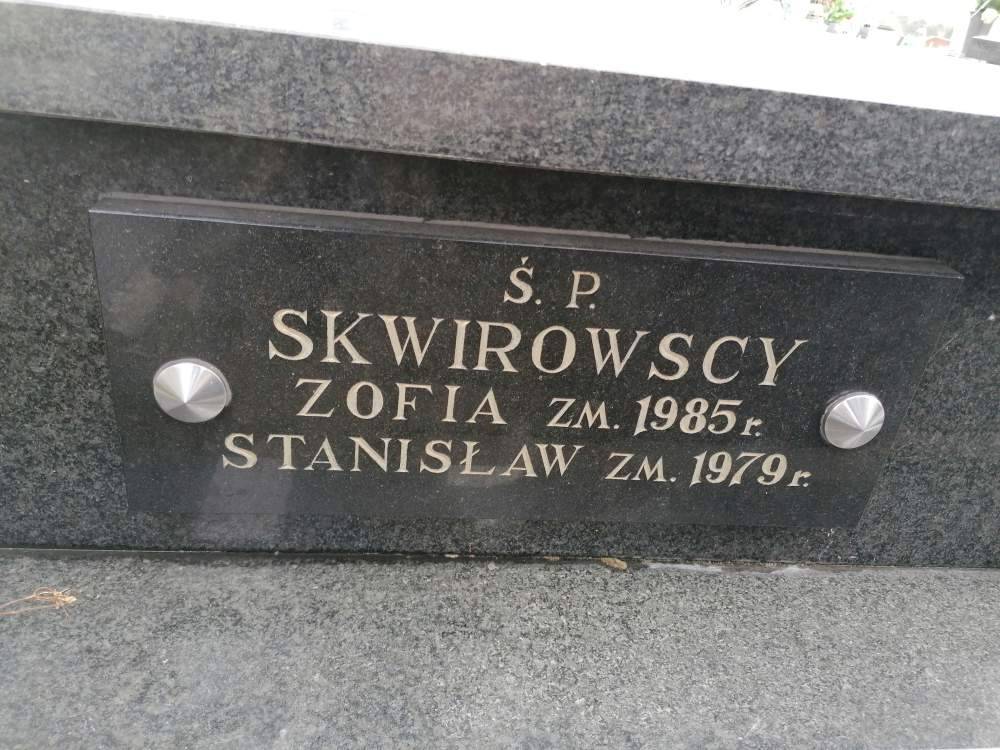 Ś. P.
SKWIROWSCY
ZOFIA ZM. 1985 r.
STANISŁAW ZM. 1979 r.